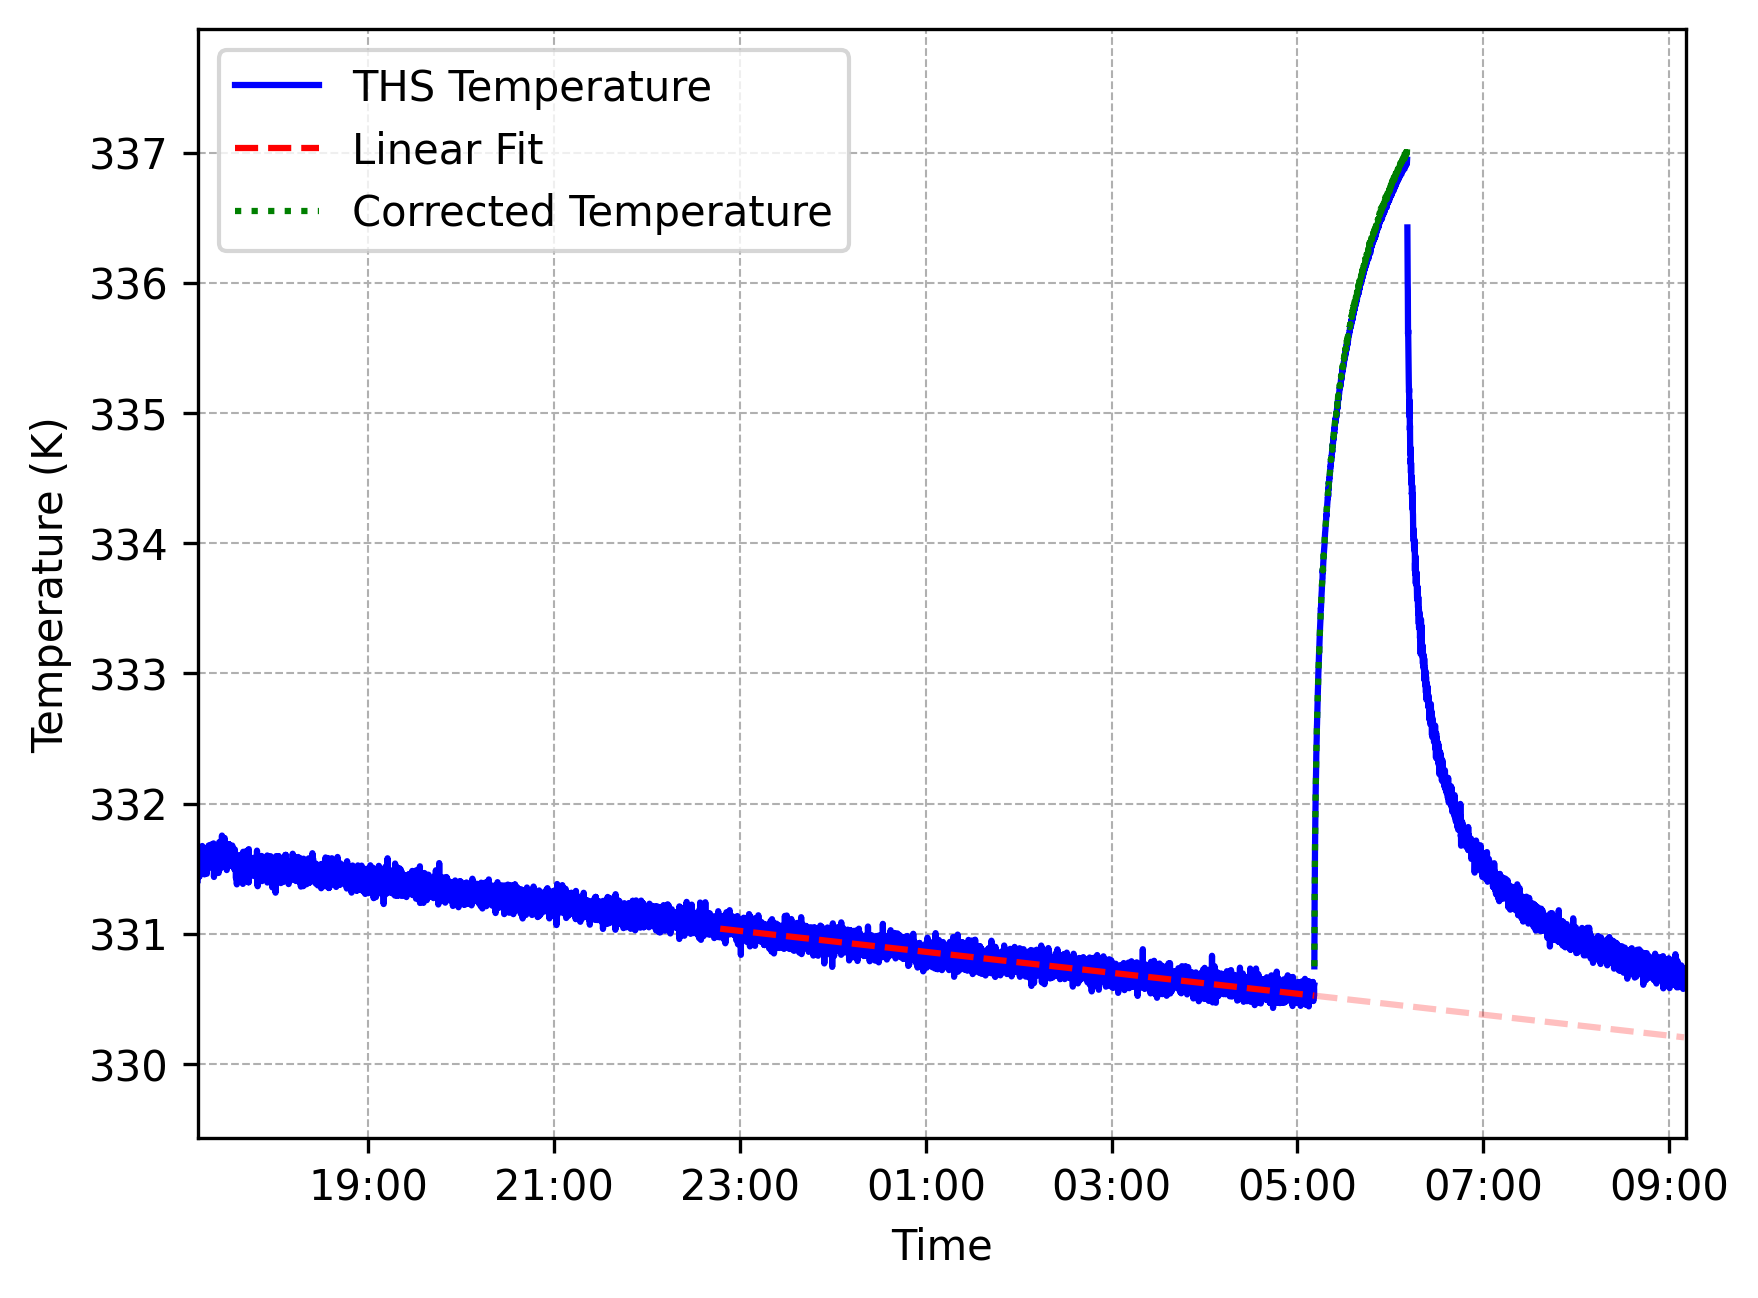 THS Temperature
Linear Fit
Corrected Temperature
337
336
335
334
333
332
331
330
Temperature (K)
19:00 21:00 23:00 01:00 03:00 05:00 07:00 09:00
Time